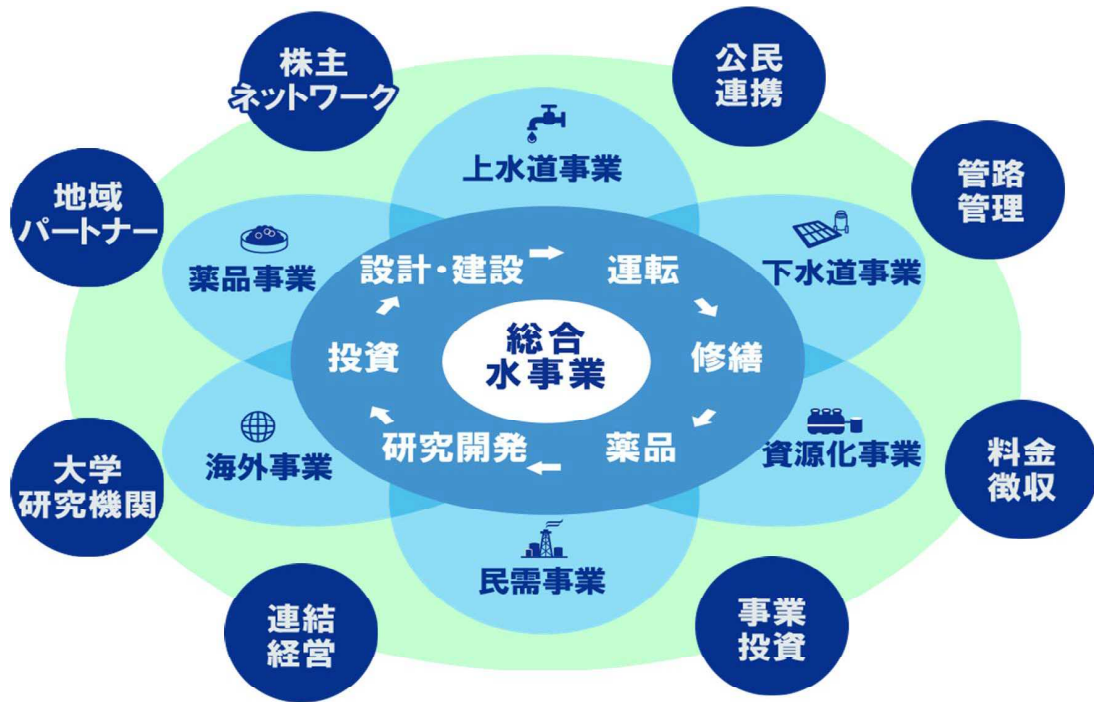 株主
ネットワーク
公民
連携
地域
パートナー
管路
管理
上水道事業
薬品事業
下水道事業
設計・建設
運転
投資
総合
水事業
修繕
研究開発
薬品
海外事業
資源化事業
民需事業
大学
研究機関
料金
徴収
連結
経営
事業
投資